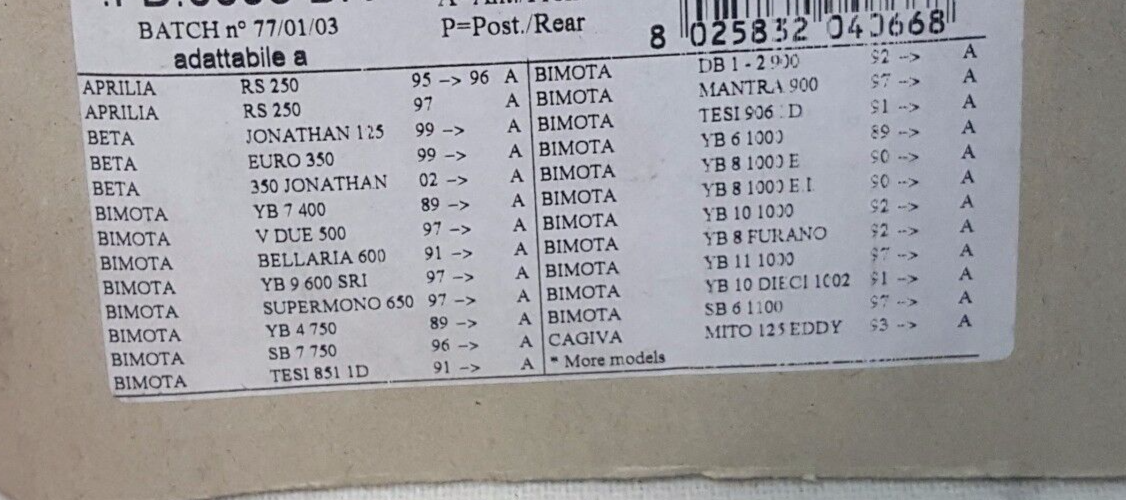 BATCH n° 77/01/03
P=Post./Rear
8 025832 040668
adattabile a
APRILIA RS 250 95 -> 96 A
APRILIA RS 250 97 A
BETA JONATHAN 125 99 -> A
BETA EURO 350 99 -> A
BETA 350 JONATHAN 02 -> A
BIMOTA YB 7 400 89 -> A
BIMOTA V DUE 500 97 -> A
BIMOTA BELLARIA 600 91 -> A
BIMOTA YB 9 600 SRI 97 -> A
BIMOTA SUPERMONO 650 97 -> A
BIMOTA YB 4 750 89 -> A
BIMOTA SB 7 750 96 -> A
BIMOTA TESI 851 1D 91 -> A
BIMOTA DB 1 - 2 900 92 --> A
BIMOTA MANTRA 900 97 --> A
BIMOTA TESI 906 D 91 --> A
BIMOTA YB 6 1000 89 --> A
BIMOTA YB 8 1000 E 90 --> A
BIMOTA YB 8 1000 E.I. 90 --> A
BIMOTA YB 10 1000 92 --> A
BIMOTA YB 8 FURANO 92 --> A
BIMOTA YB 11 1000 97 --> A
BIMOTA YB 10 DIECI 1002 91 --> A
BIMOTA SB 6 1100 97 --> A
CAGIVA MITO 125 EDDY 93 --> A
* More models